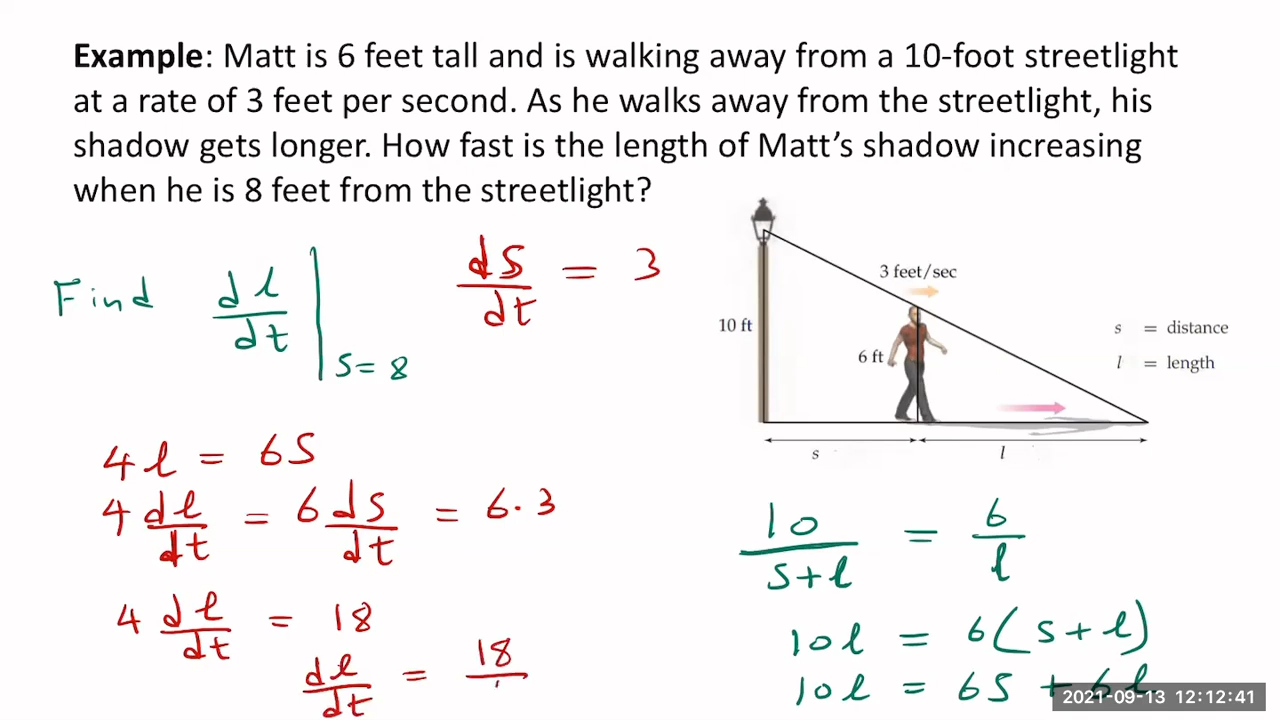 Example: Matt is 6 feet tall and is walking away from a 10-foot streetlight
at a rate of 3 feet per second. As he walks away from the streetlight, his
shadow gets longer. How fast is the length of Matt's shadow increasing
when he is 8 feet from the streetlight?
Find dl/dt | s=8
ds/dt = 3
3 feet/sec
10 ft
6 ft
s = distance
l = length
s
l
4l = 6s
4 dl/dt = 6 ds/dt = 6·3
4 dl/dt = 18
dl/dt = 18/
10/(s+l) = 6/l
10l = 6(s+l)
10l = 6s + 6l
2021-09-13 12:12:41